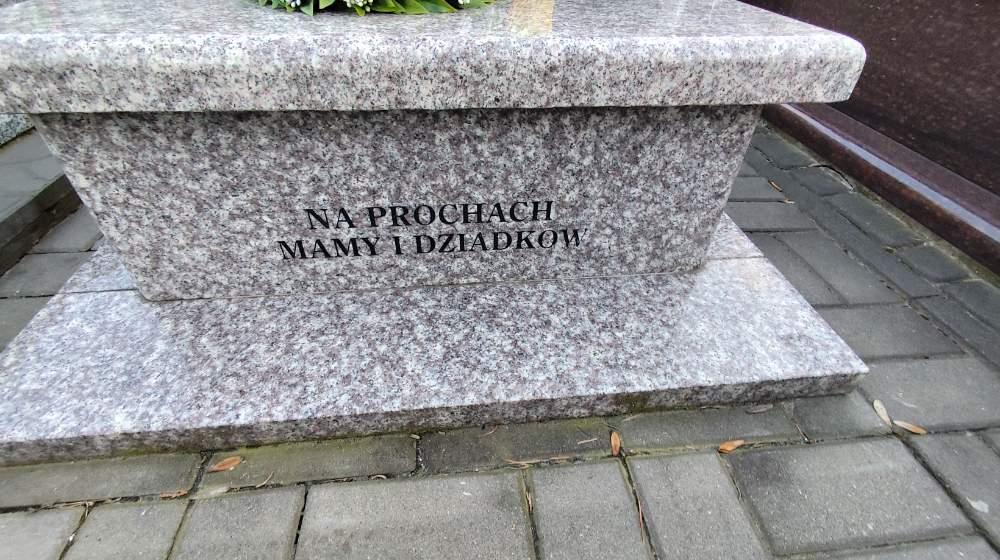 NA PROCHACH
MAMY I DZIADKOW